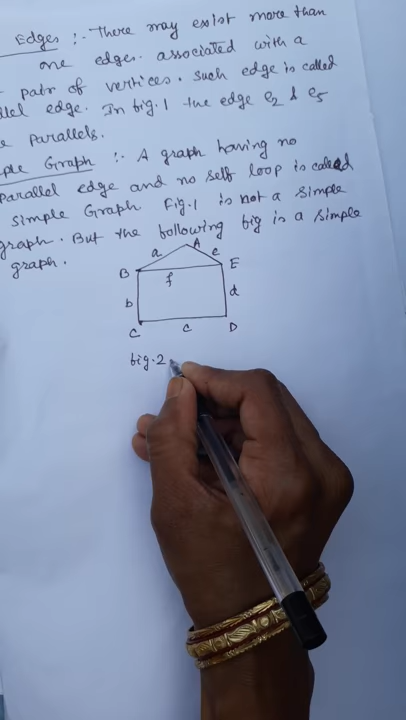 Edges :- There may exist more than
one edges. associated with a
pair of vertices. Such edge is called
edge. In fig.1 the edge e2 & e5
Parallels.
Graph :- A graph having no
Parallel edge and no self loop is called
simple Graph Fig.1 is not a simple
graph. But the following fig is a simple
graph.
a A e
B f E
b d
C c D
fig.2